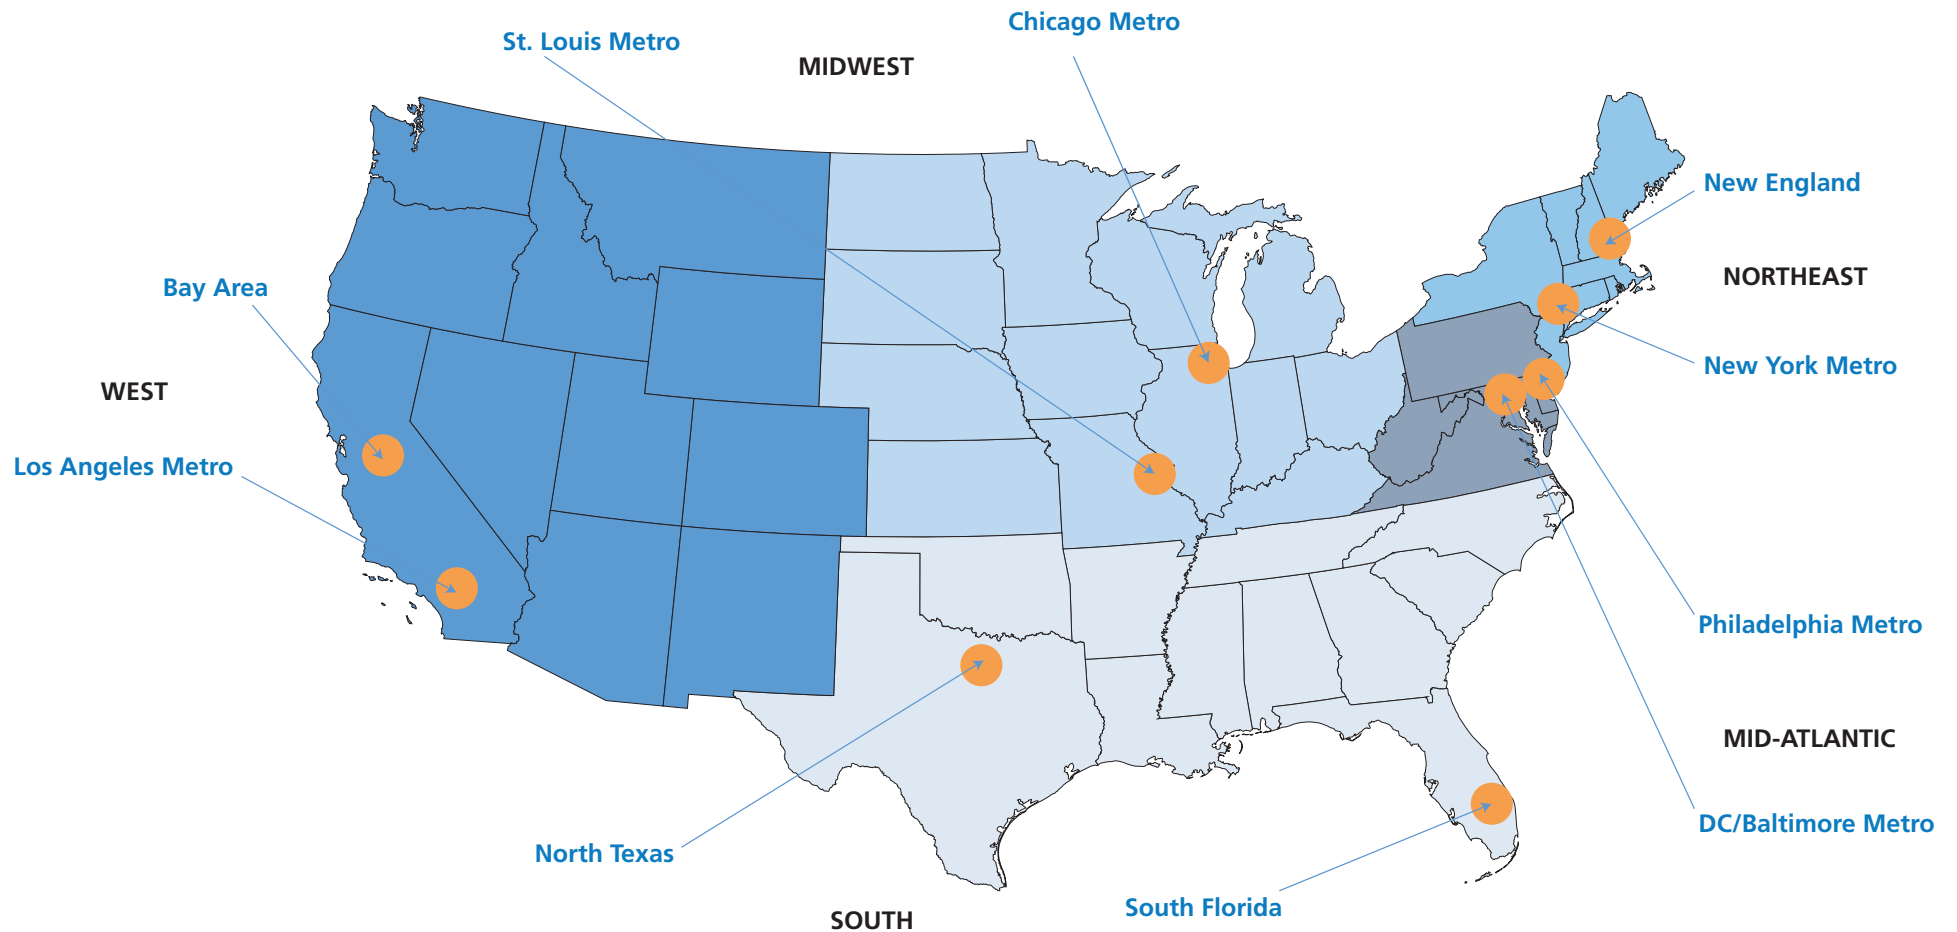 Chicago Metro
St. Louis Metro
MIDWEST
New England
NORTHEAST
Bay Area
New York Metro
WEST
Los Angeles Metro
Philadelphia Metro
MID-ATLANTIC
DC/Baltimore Metro
North Texas
South Florida
SOUTH